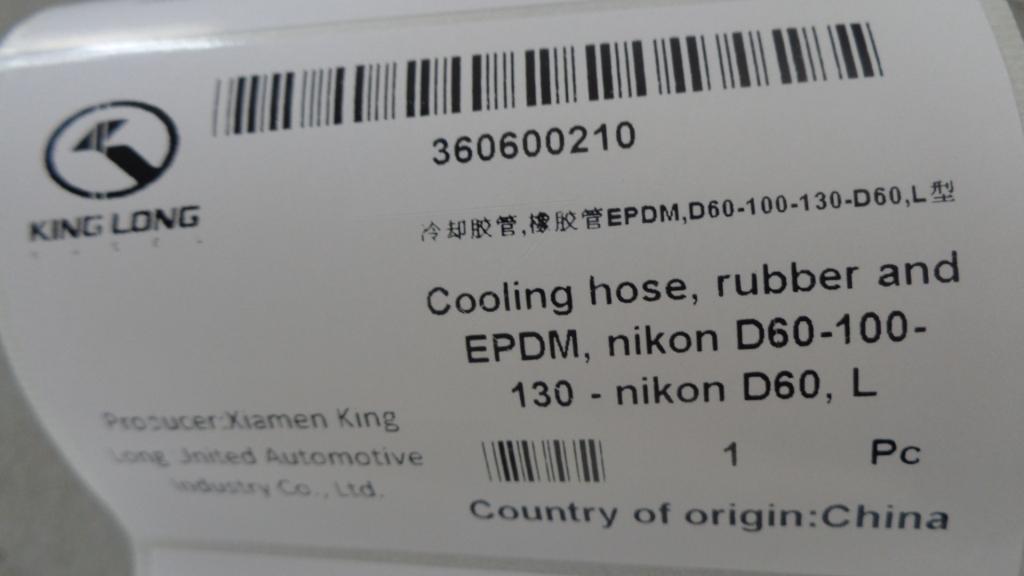 360600210
KING LONG
冷却胶管,橡胶管EPDM,D60-100-130-D60,L型
Cooling hose, rubber and
EPDM, nikon D60-100-
130 - nikon D60, L
Producer:Xiamen King
Long United Automotive
Industry Co., Ltd.
1 Pc
Country of origin:China